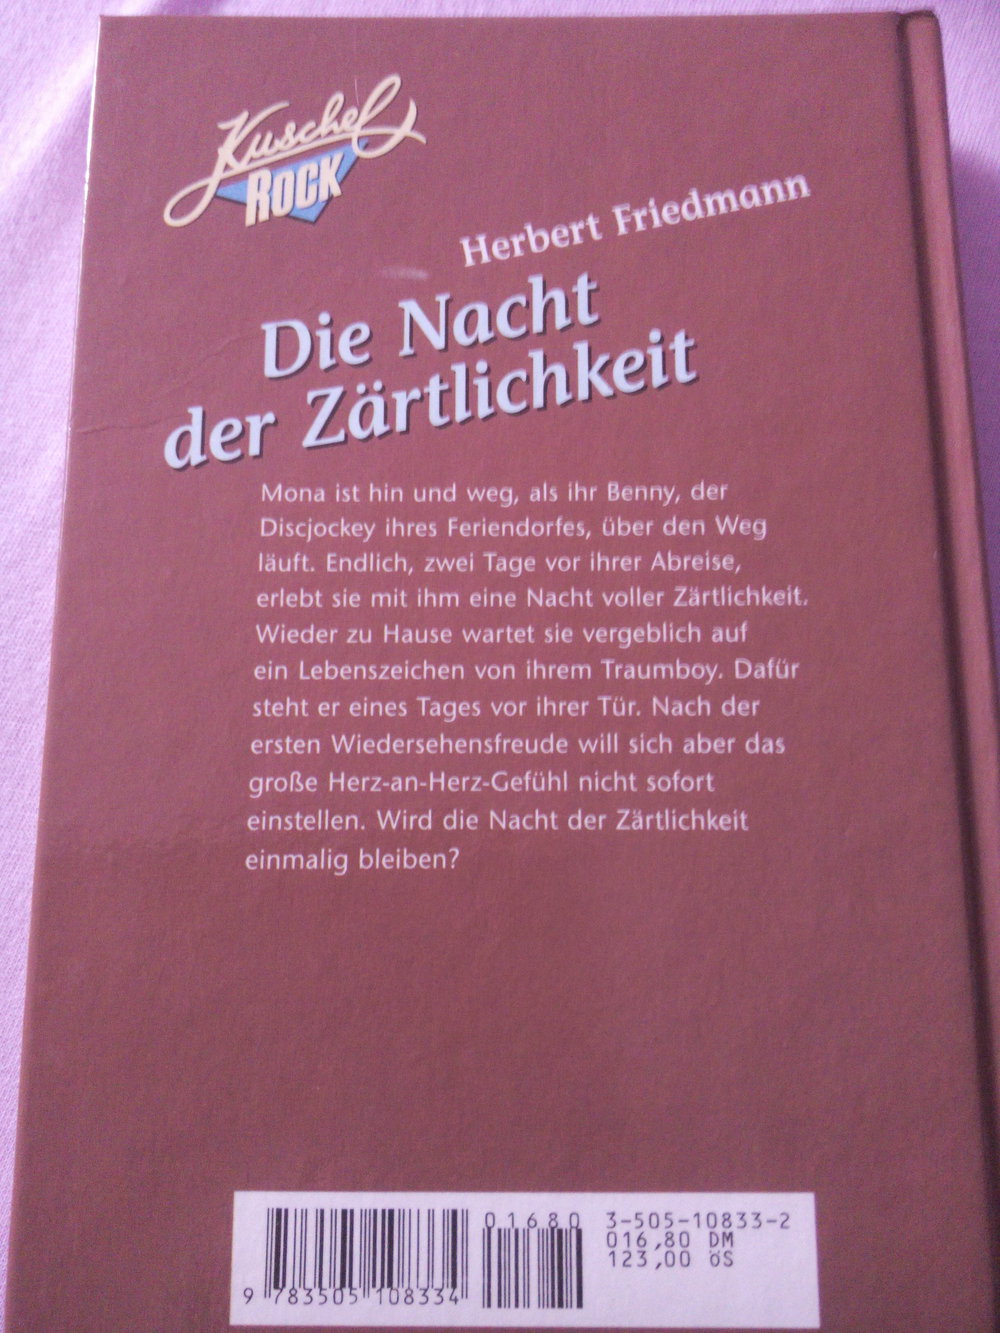 Kuschel
ROCK
Herbert Friedmann
Die Nacht
der Zärtlichkeit
Mona ist hin und weg, als ihr Benny, der
Discjockey ihres Feriendorfes, über den Weg
läuft. Endlich, zwei Tage vor ihrer Abreise,
erlebt sie mit ihm eine Nacht voller Zärtlichkeit.
Wieder zu Hause wartet sie vergeblich auf
ein Lebenszeichen von ihrem Traumboy. Dafür
steht er eines Tages vor ihrer Tür. Nach der
ersten Wiedersehensfreude will sich aber das
große Herz-an-Herz-Gefühl nicht sofort
einstellen. Wird die Nacht der Zärtlichkeit
einmalig bleiben?
01680
3-505-10833-2
016,80 DM
123,00 öS
9 783505 108334